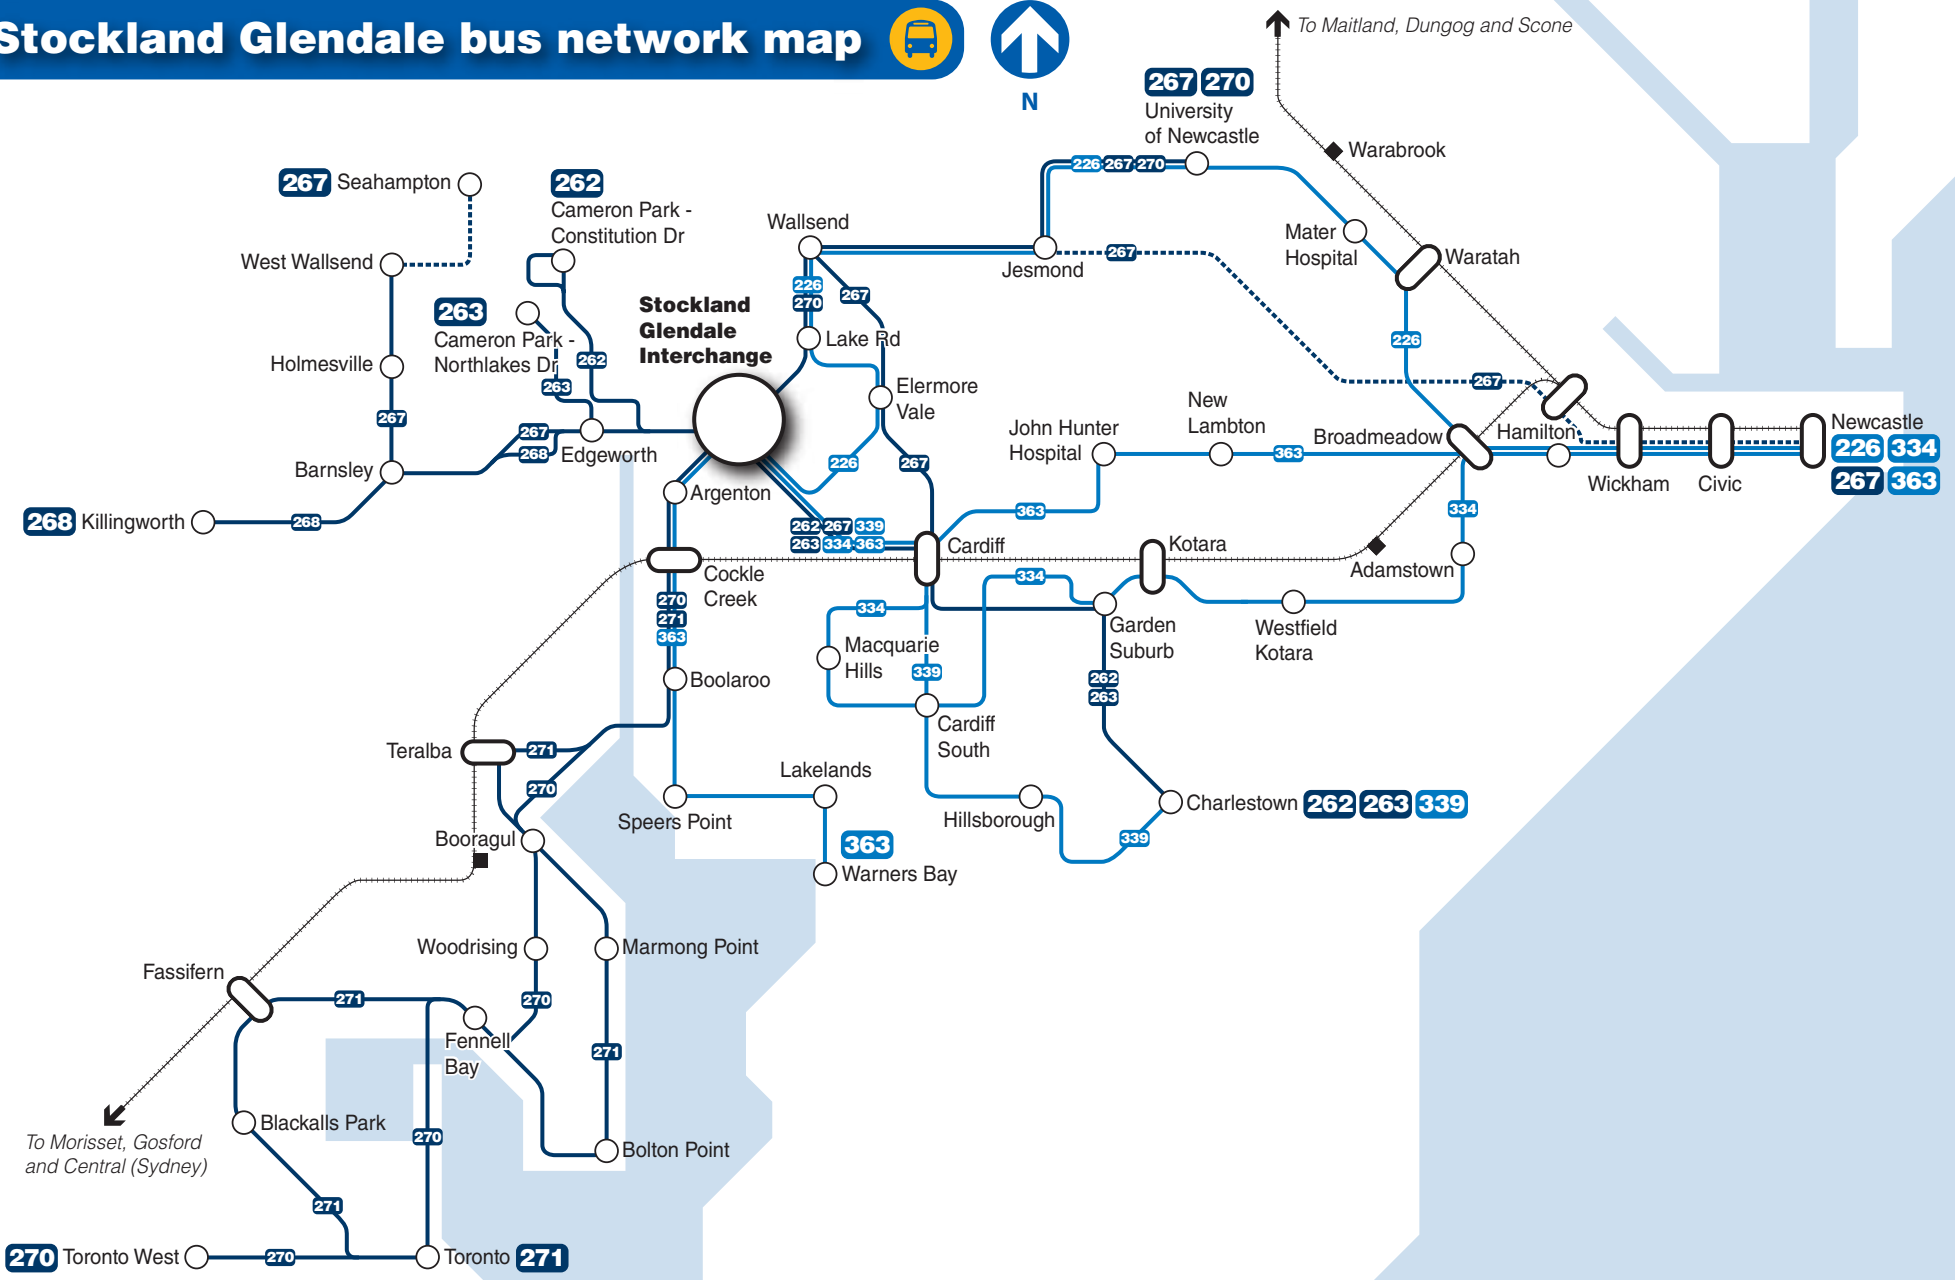 Stockland Glendale bus network map
N
To Maitland, Dungog and Scone
267 270
University
of Newcastle
Warabrook
226 267 270
267 Seahampton
262
Cameron Park -
Constitution Dr
Wallsend
Mater
Hospital
Waratah
West Wallsend
Jesmond
267
226
270
267
263
Cameron Park -
Northlakes Dr
Stockland
Glendale
Interchange
Lake Rd
226
262
263
Holmesville
267
Elermore
Vale
267
New
Lambton
John Hunter
Hospital
363
Broadmeadow
Hamilton
Newcastle
226 334
267 363
Wickham
Civic
267
268
Edgeworth
Barnsley
226
267
Argenton
268 Killingworth
268
262 267 339
263 334 363
363
334
Cardiff
Kotara
Adamstown
Cockle
Creek
270
271
363
334
334
Garden
Suburb
Westfield
Kotara
Macquarie
Hills
339
Boolaroo
262
263
Cardiff
South
Teralba
271
270
Lakelands
Speers Point
Hillsborough
Charlestown 262 263 339
339
Booragul
363
Warners Bay
Woodrising
Marmong Point
Fassifern
271
270
Fennell
Bay
271
Blackalls Park
270
To Morisset, Gosford
and Central (Sydney)
Bolton Point
271
270 Toronto West
270
Toronto 271